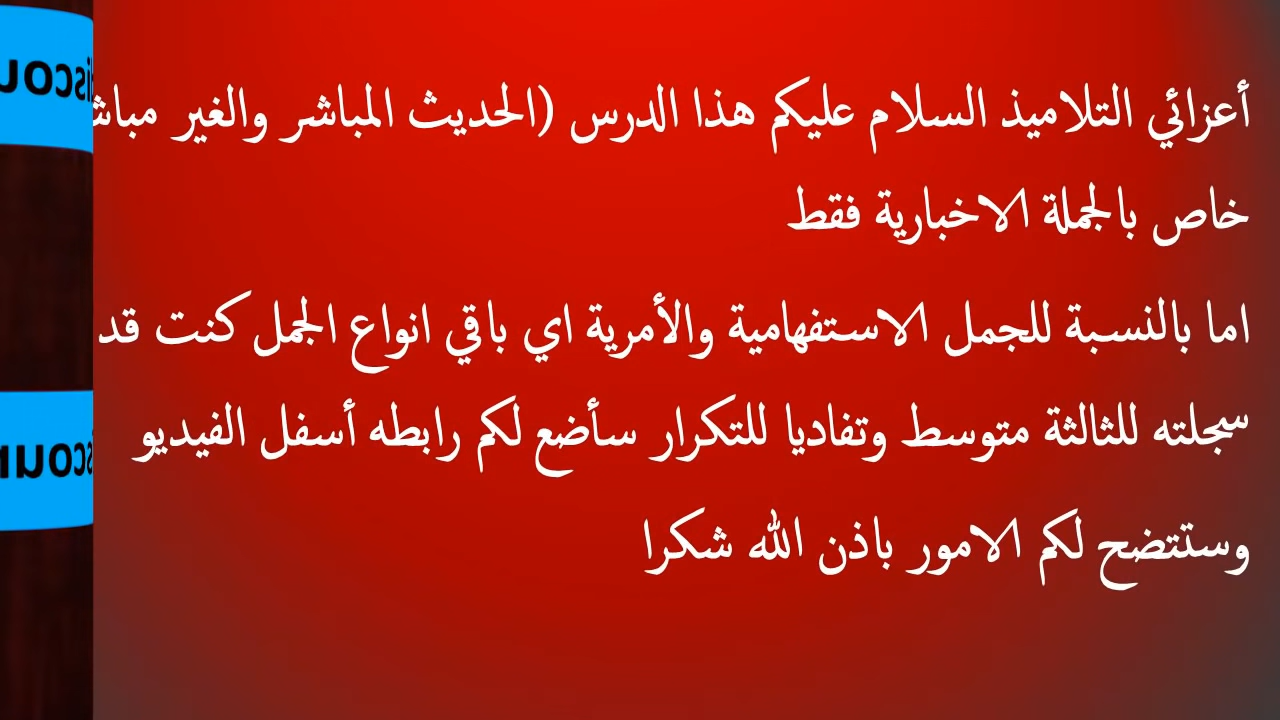 أعزائي التلاميذ السلام عليكم هذا الدرس (الحديث المباشر والغير مباش
خاص بالجملة الاخبارية فقط
اما بالنسبة للجمل الاستفهامية والأمرية اي باقي انواع الجمل كنت قد
سجلته للثالثة متوسط وتفاديا للتكرار سأضع لكم رابطه أسفل الفيديو
وستتضح لكم الامور باذن الله شكرا